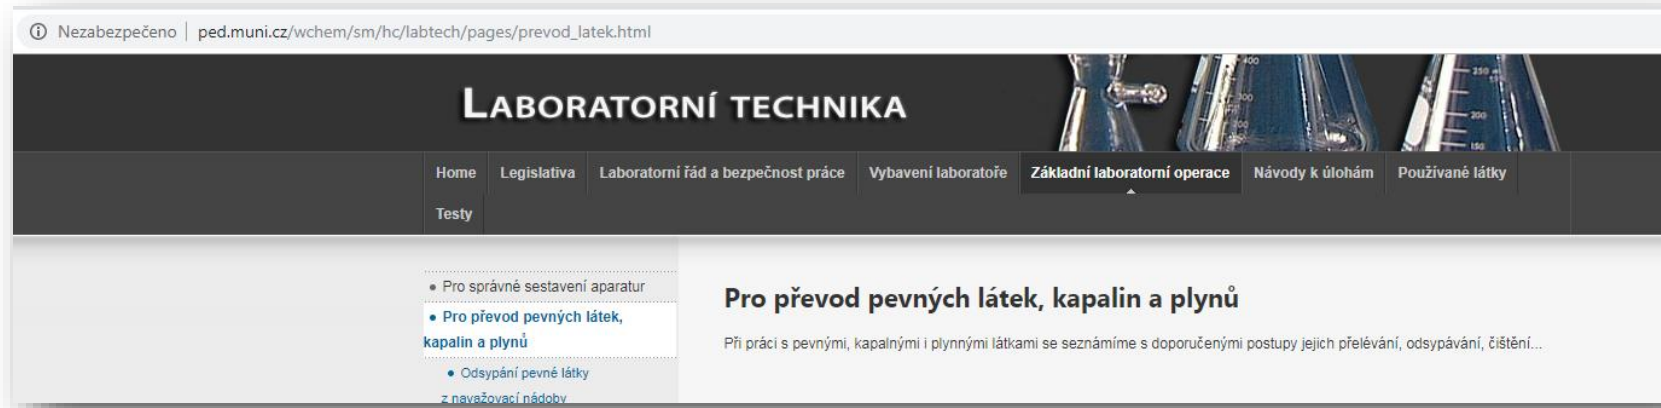 Nezabezpečeno | ped.muni.cz/wchem/sm/hc/labtech/pages/prevod_latek.html
LABORATORNÍ TECHNIKA
Home Legislativa Laboratorní řád a bezpečnost práce Vybavení laboratoře Základní laboratorní operace Návody k úlohám Používané látky
Testy
• Pro správné sestavení aparatur
• Pro převod pevných látek,
kapalin a plynů
• Odsypání pevné látky
z navažovací nádoby
Pro převod pevných látek, kapalin a plynů
Při práci s pevnými, kapalnými i plynnými látkami se seznámíme s doporučenými postupy jejich přelévání, odsypávání, čištění...